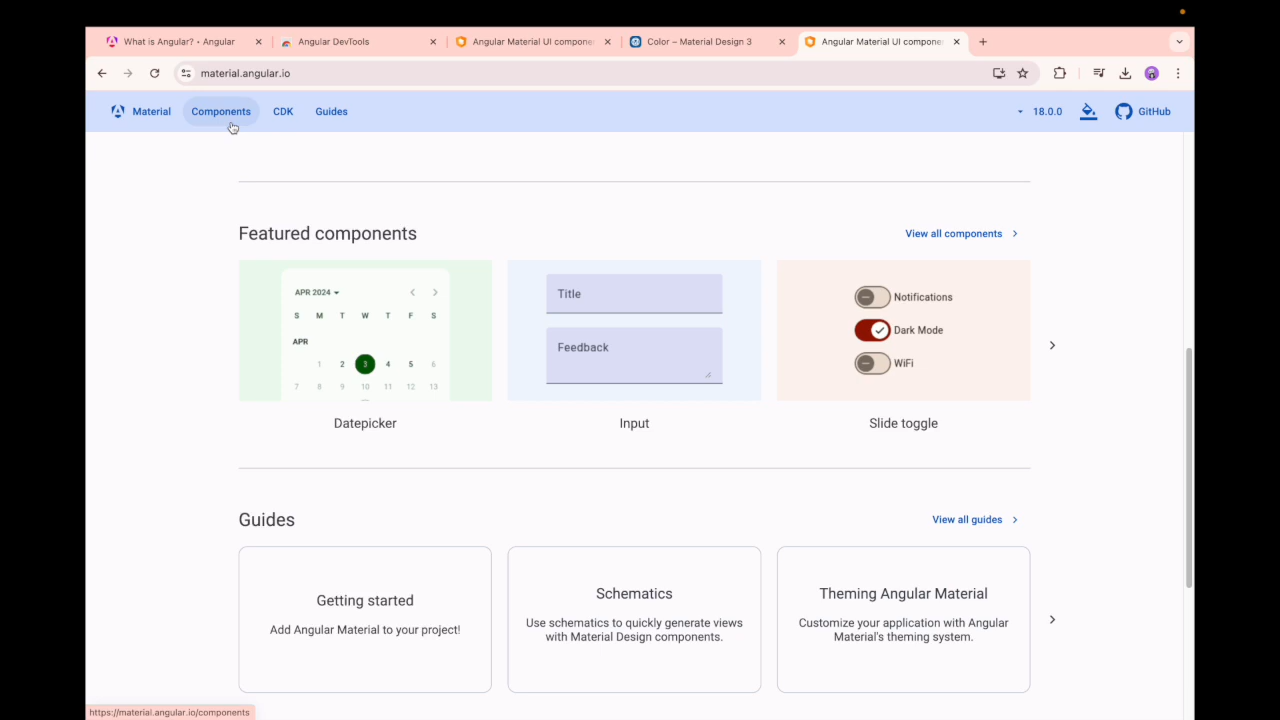 What is Angular? • Angular
Angular DevTools
Angular Material UI compone
Color – Material Design 3
Angular Material UI compone
material.angular.io
Material
Components
CDK
Guides
18.0.0
GitHub
Featured components
View all components
APR 2024
S M T W T F S
APR
1 2 3 4 5 6
7 8 9 10 11 12 13
Datepicker
Title
Feedback
Input
Notifications
Dark Mode
WiFi
Slide toggle
Guides
View all guides
Getting started
Add Angular Material to your project!
Schematics
Use schematics to quickly generate views
with Material Design components.
Theming Angular Material
Customize your application with Angular
Material's theming system.
https://material.angular.io/components